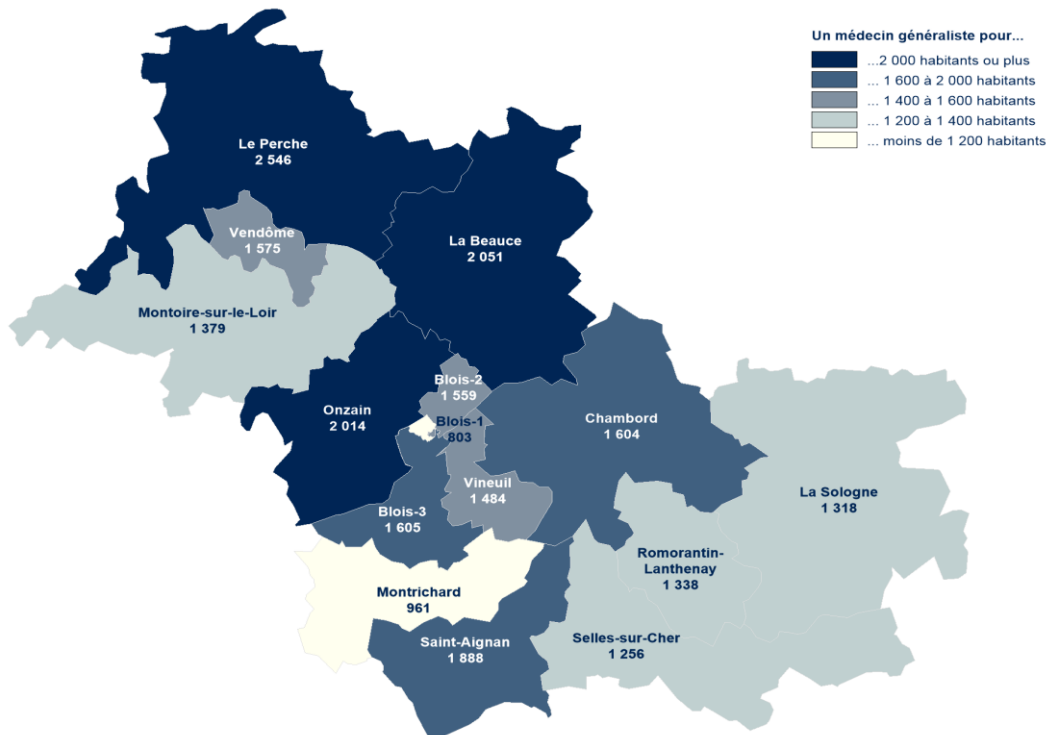 Un médecin généraliste pour...
...2 000 habitants ou plus
... 1 600 à 2 000 habitants
... 1 400 à 1 600 habitants
... 1 200 à 1 400 habitants
... moins de 1 200 habitants
Le Perche
2 546
Vendôme
1 575
La Beauce
2 051
Montoire-sur-le-Loir
1 379
Blois-2
1 559
Onzain
2 014
Blois-1
803
Chambord
1 604
Vineuil
1 484
La Sologne
1 318
Blois-3
1 605
Romorantin-
Lanthenay
1 338
Montrichard
961
Saint-Aignan
1 888
Selles-sur-Cher
1 256